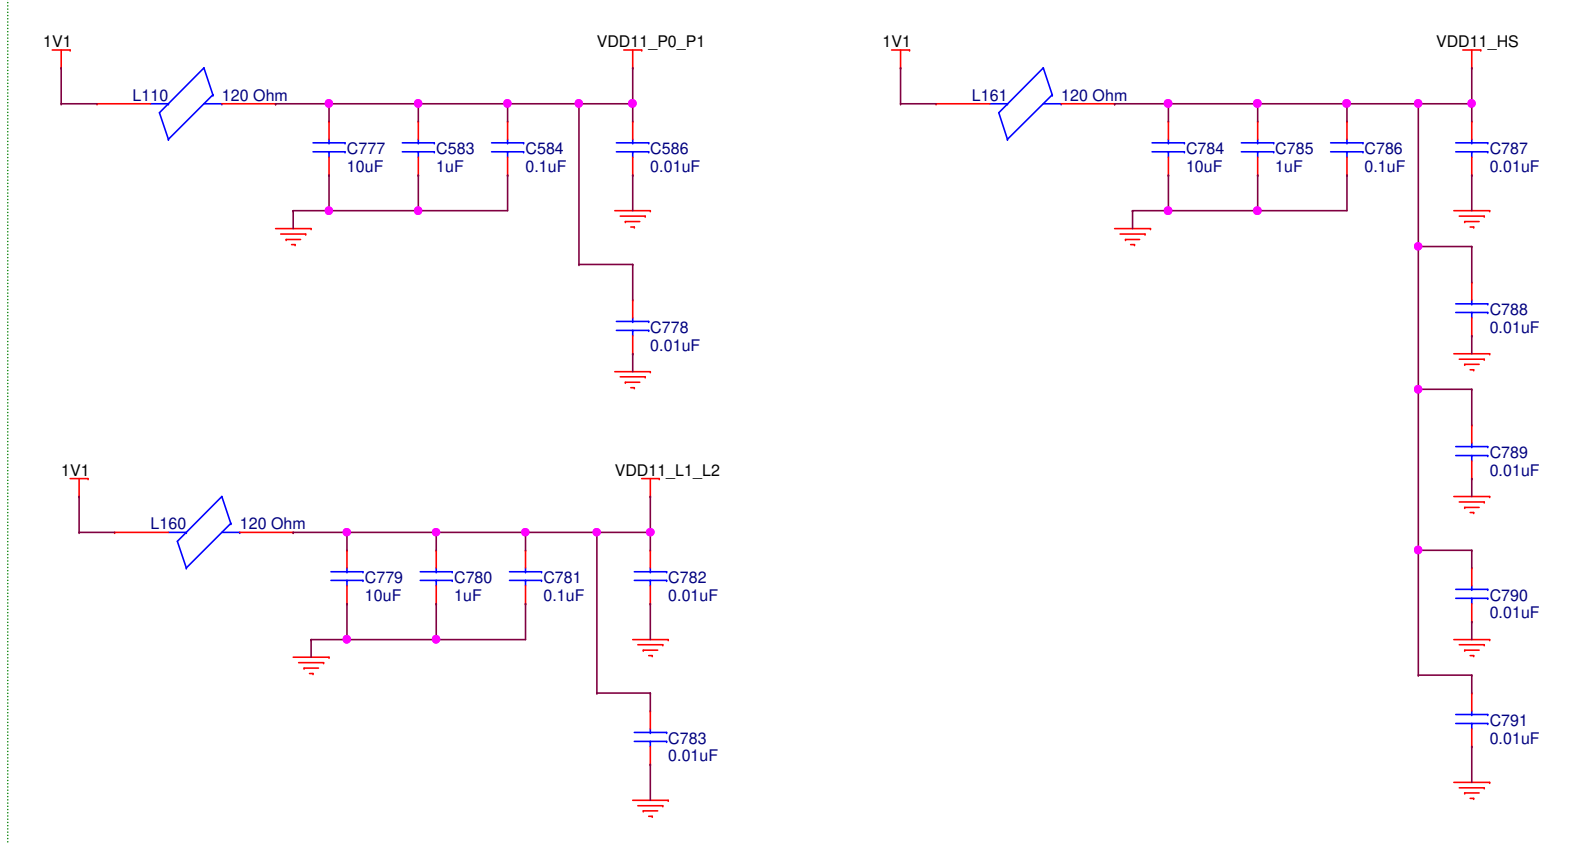 1V1
VDD11_P0_P1
L110
120 Ohm
C777
10uF
C583
1uF
C584
0.1uF
C586
0.01uF
C778
0.01uF
1V1
VDD11_L1_L2
L160
120 Ohm
C779
10uF
C780
1uF
C781
0.1uF
C782
0.01uF
C783
0.01uF
1V1
VDD11_HS
L161
120 Ohm
C784
10uF
C785
1uF
C786
0.1uF
C787
0.01uF
C788
0.01uF
C789
0.01uF
C790
0.01uF
C791
0.01uF